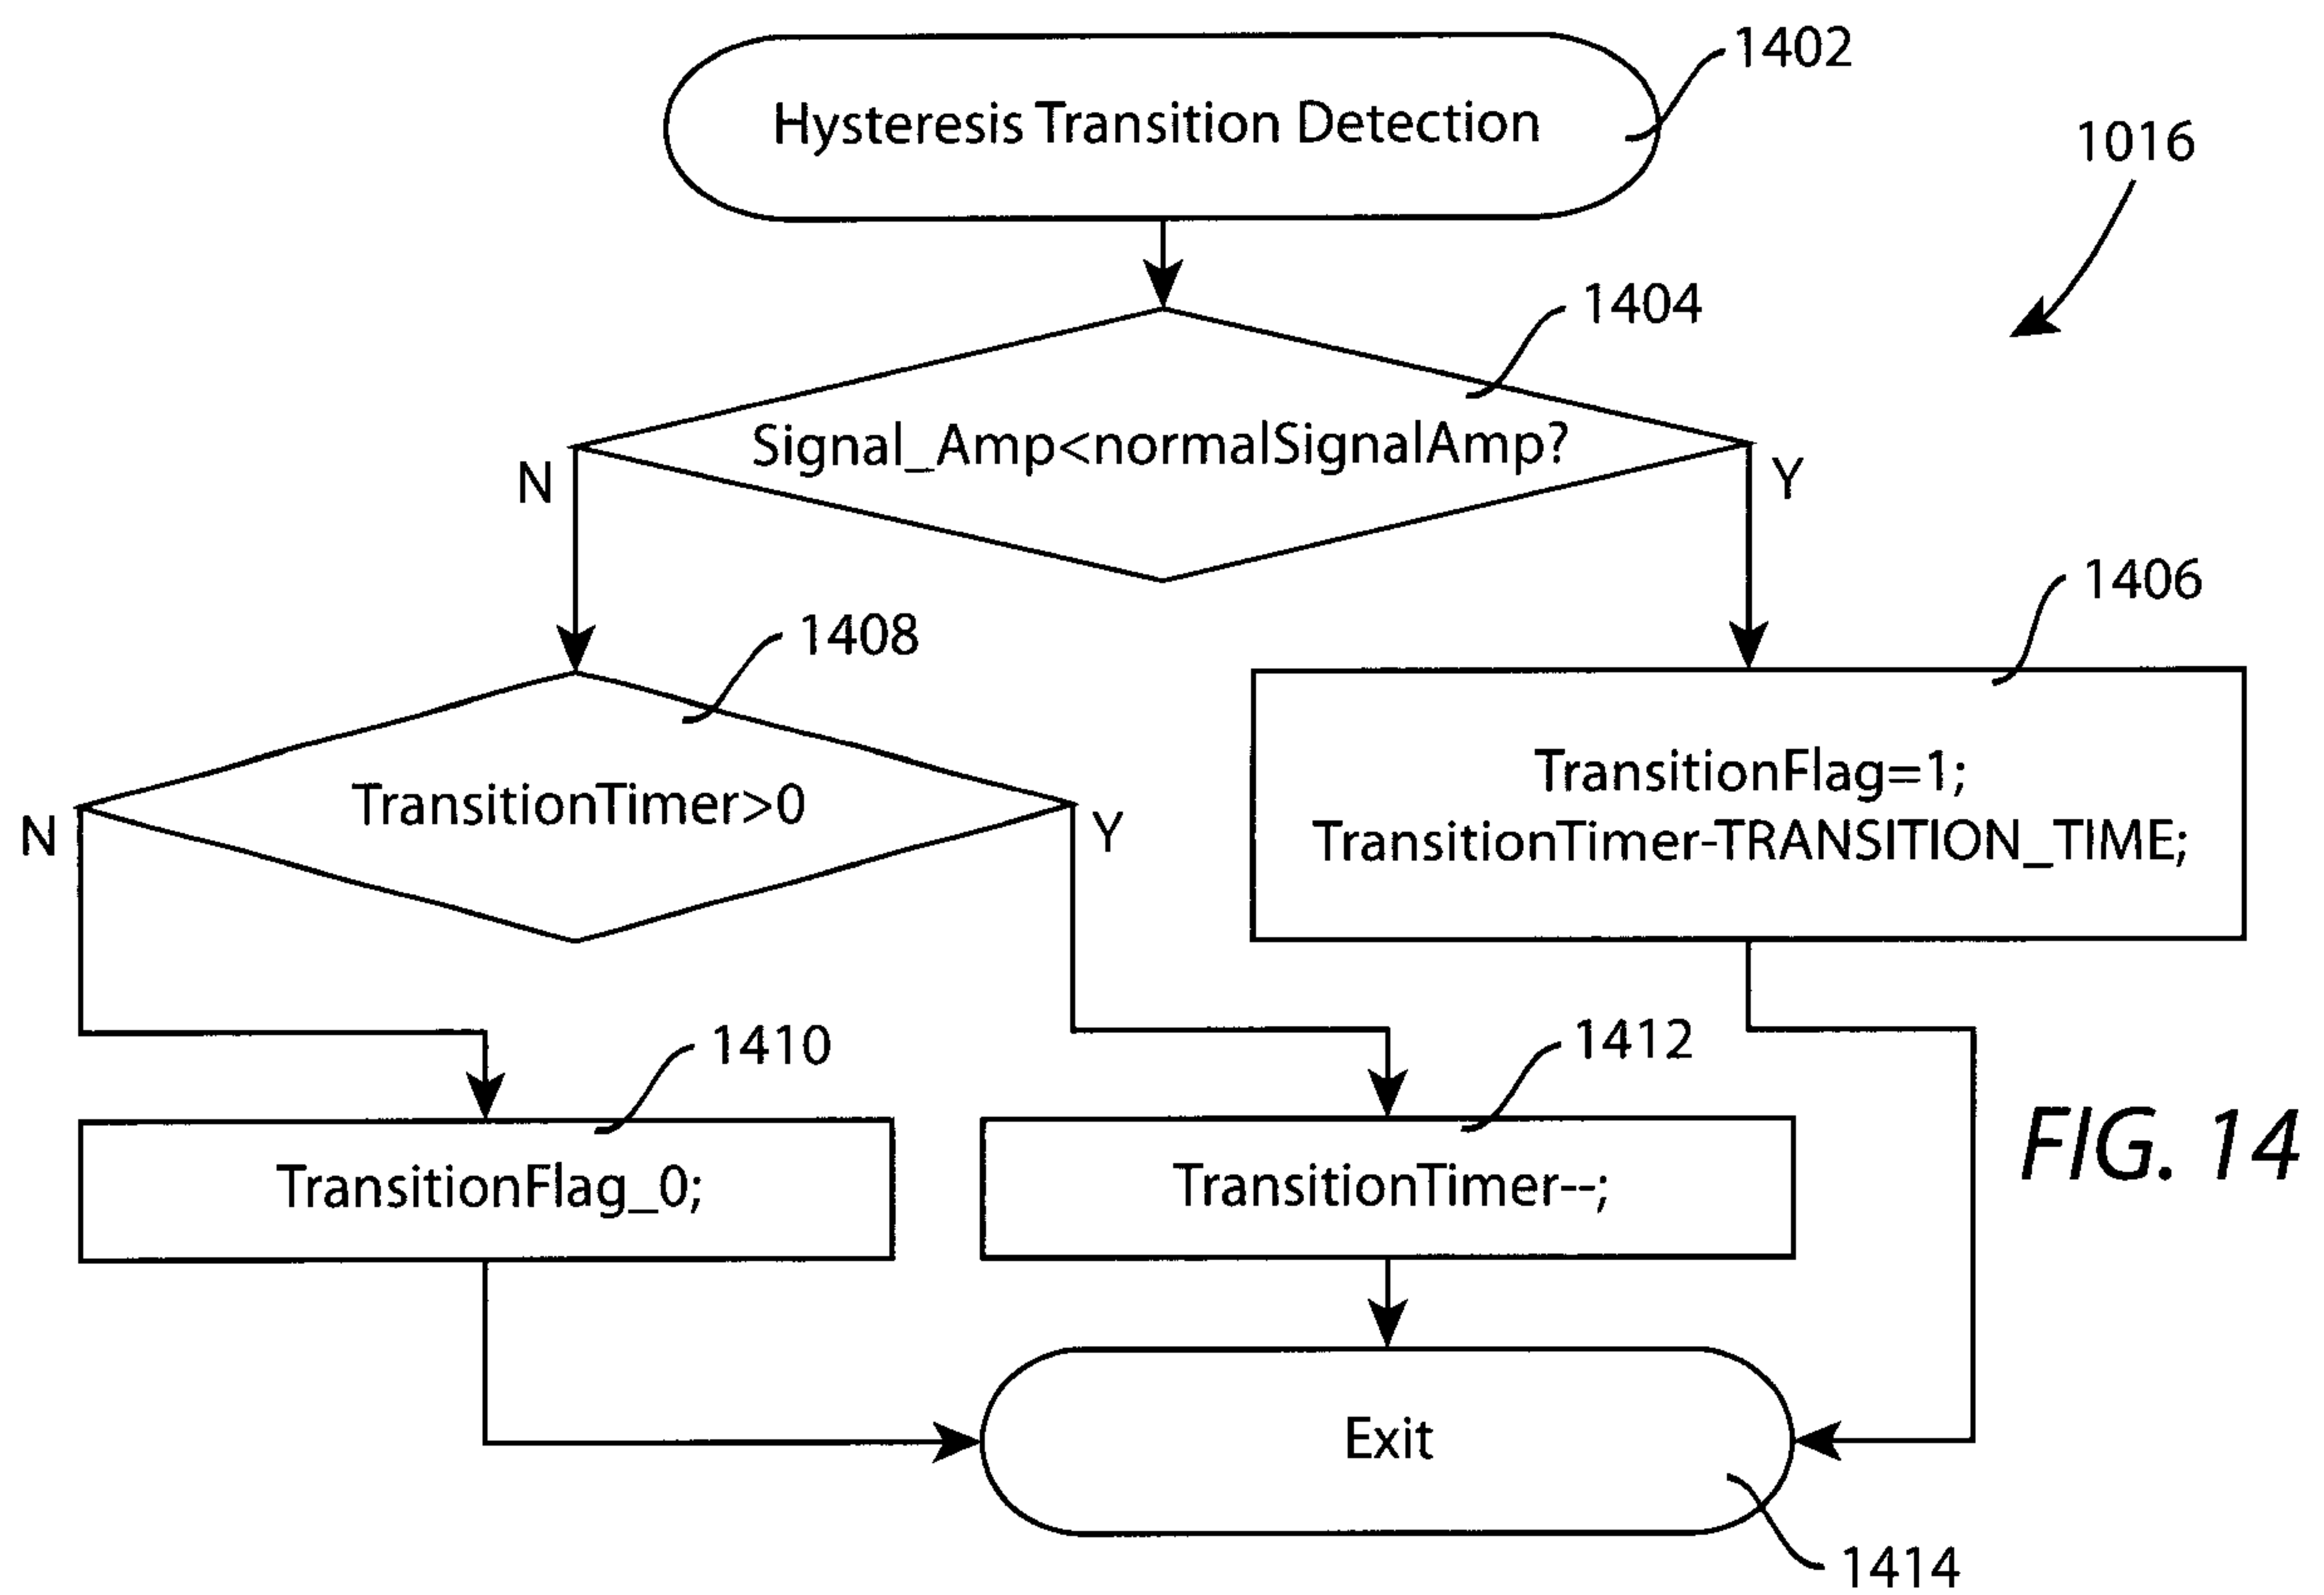 Hysteresis Transition Detection
1402
1016
1404
Signal_Amp<normalSignalAmp?
N
Y
1406
1408
TransitionFlag=1;
TransitionTimer-TRANSITION_TIME;
TransitionTimer>0
N
Y
1410
1412
TransitionFlag_0;
TransitionTimer--;
FIG. 14
Exit
1414